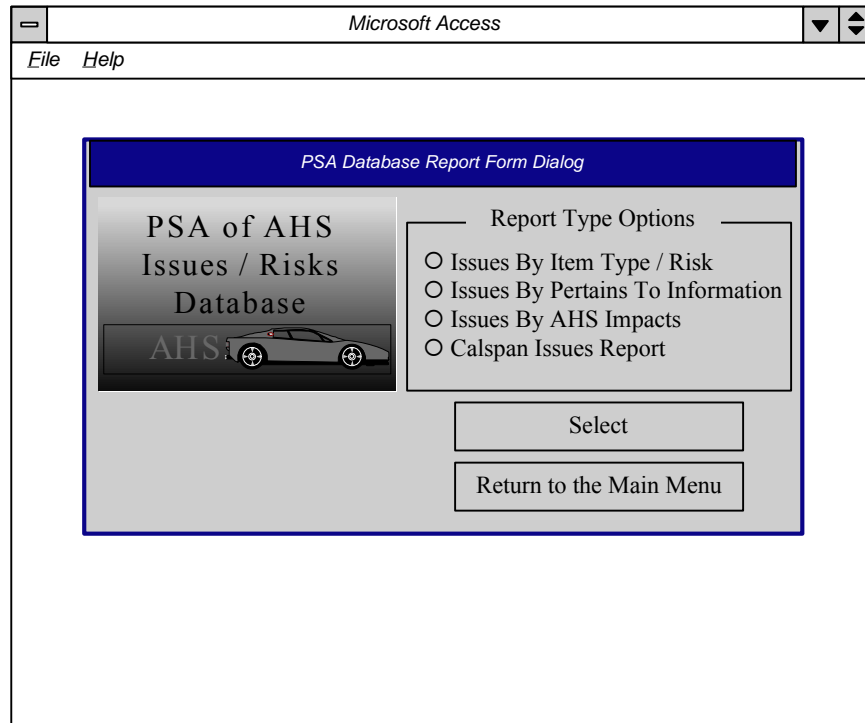 Microsoft Access
File Help
PSA Database Report Form Dialog
PSA of AHS
Issues / Risks
Database
AHS
Report Type Options
Issues By Item Type / Risk
Issues By Pertains To Information
Issues By AHS Impacts
Calspan Issues Report
Select
Return to the Main Menu